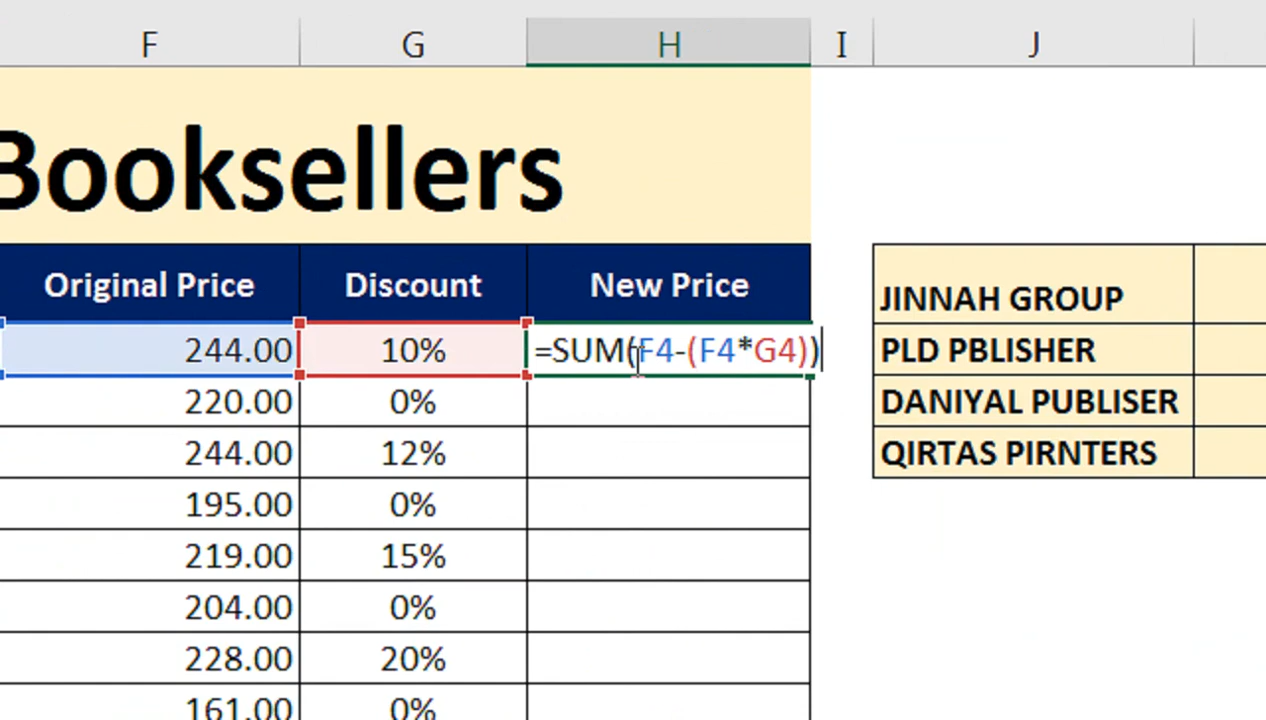 F G H I J
Booksellers
Original Price Discount New Price
JINNAH GROUP
244.00 10% =SUM(F4-(F4*G4)) PLD PBLISHER
220.00 0% DANIYAL PUBLISER
244.00 12% QIRTAS PIRNTERS
195.00 0%
219.00 15%
204.00 0%
228.00 20%
161.00 0%